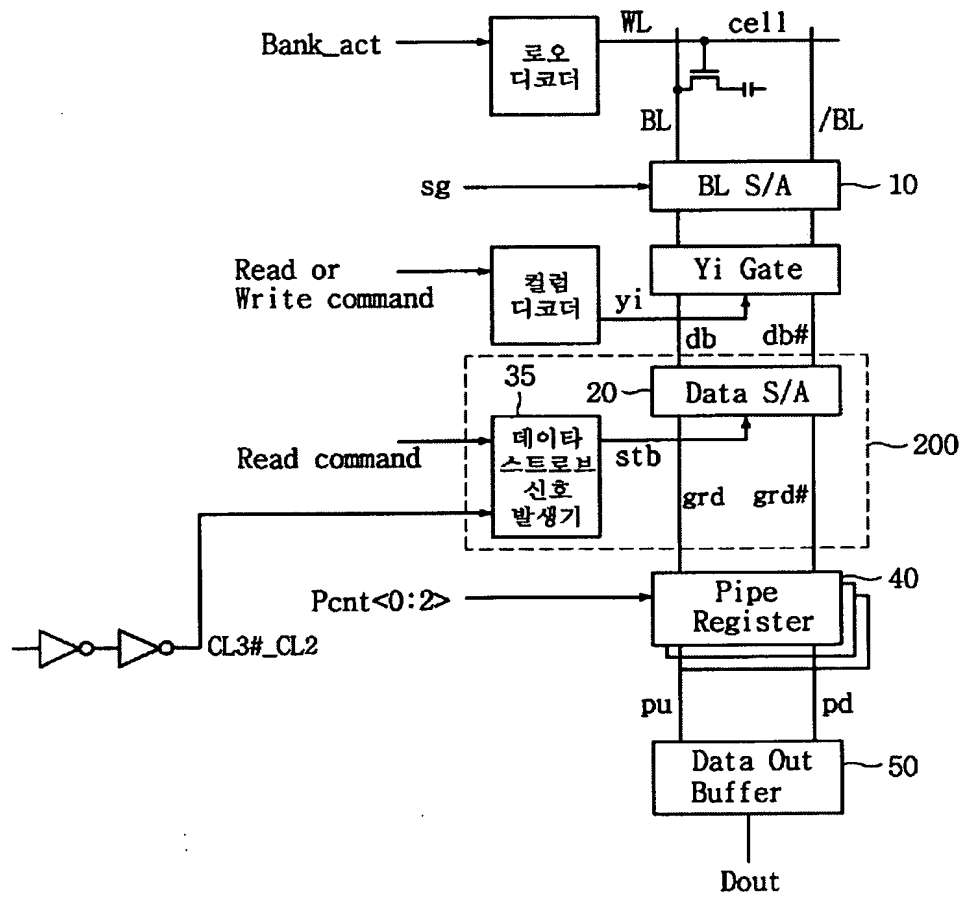 WL
cell
Bank_act
로오
디코더
BL
/BL
sg
BL S/A
10
Read or
Write command
컬럼
디코더
yi
Yi Gate
db
db#
35
20
Data S/A
Read command
데이타
스트로브
신호
발생기
stb
200
grd
grd#
Pcnt<0:2>
Pipe
Register
40
CL3#_CL2
pu
pd
Data Out
Buffer
50
Dout